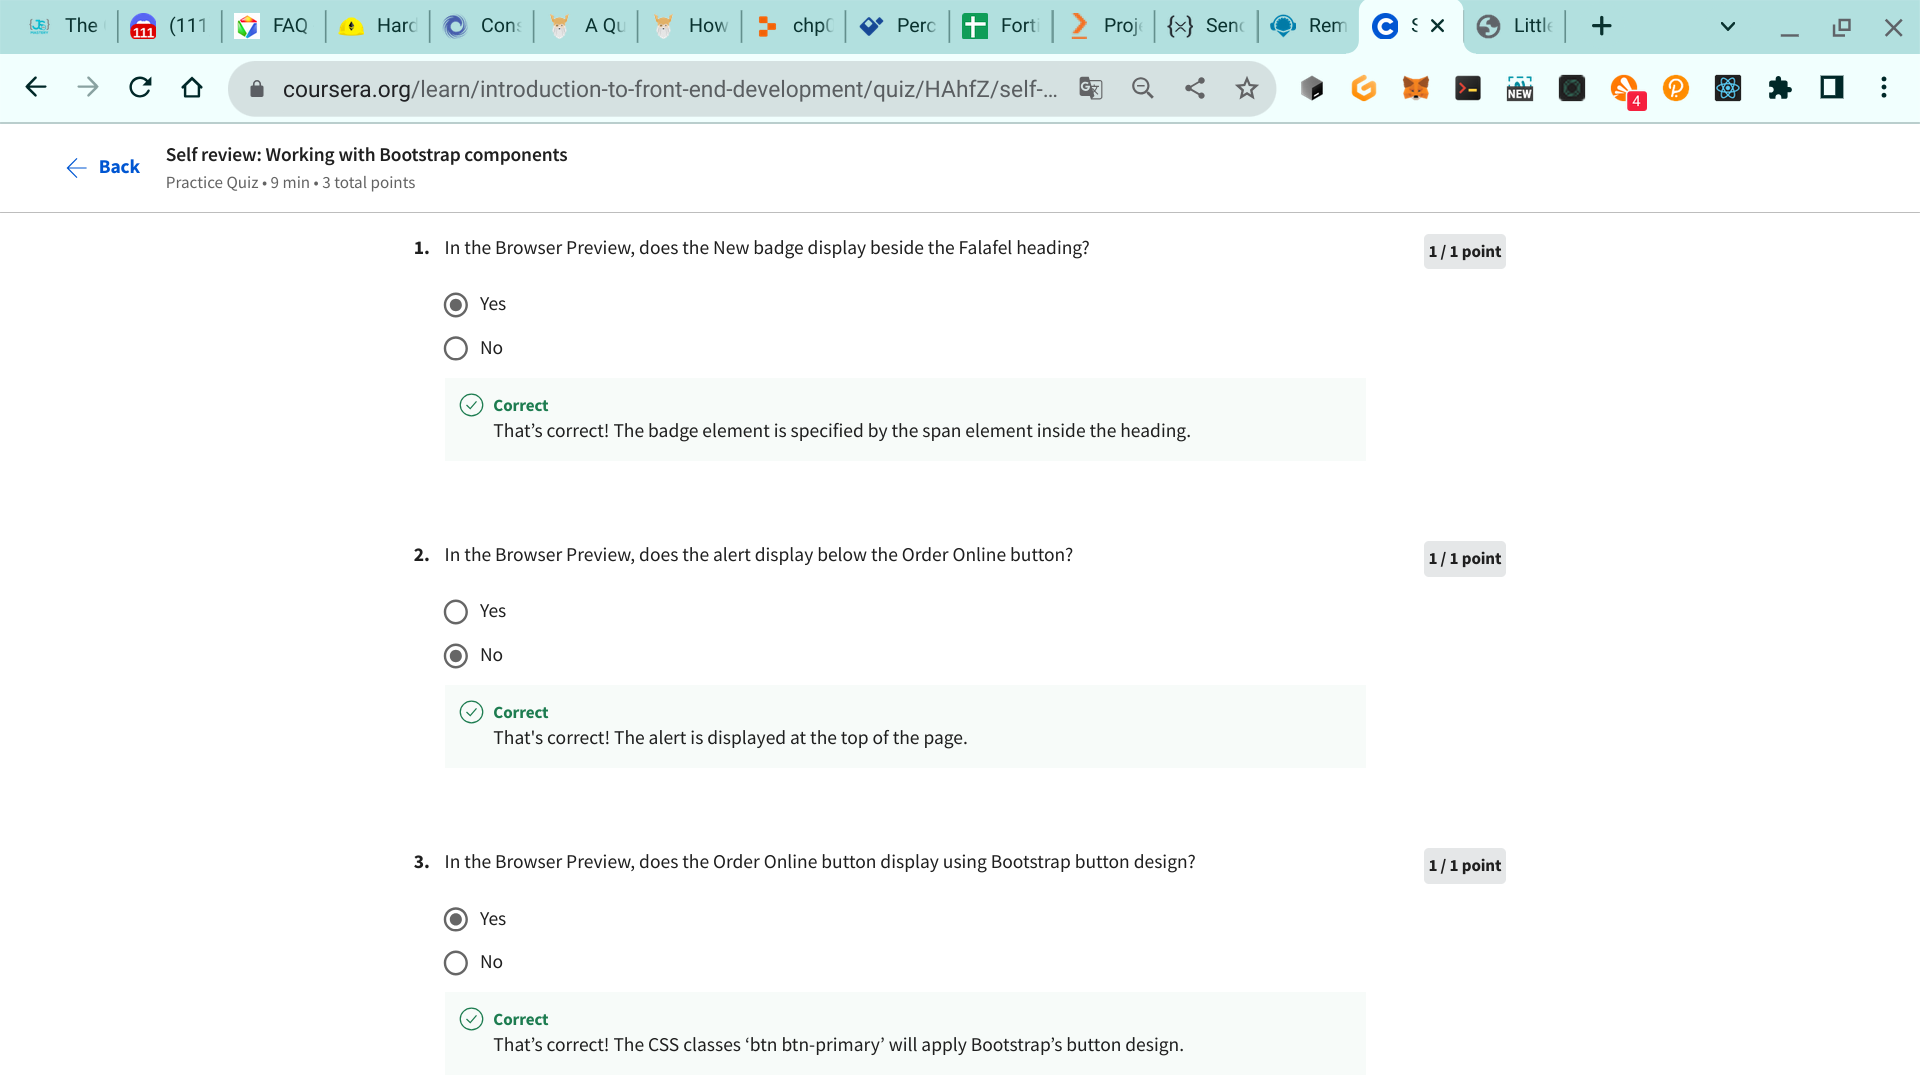 The
111
(111
FAQ
Hard
Cons
A Qu
How
chp0
Perc
Forti
Proj
{x}
Send
Rem
S
Little
coursera.org/learn/introduction-to-front-end-development/quiz/HAhfZ/self-...
NEW
4
Back
Self review: Working with Bootstrap components
Practice Quiz • 9 min • 3 total points
1. In the Browser Preview, does the New badge display beside the Falafel heading?
1 / 1 point
Yes
No
Correct
That’s correct! The badge element is specified by the span element inside the heading.
2. In the Browser Preview, does the alert display below the Order Online button?
1 / 1 point
Yes
No
Correct
That's correct! The alert is displayed at the top of the page.
3. In the Browser Preview, does the Order Online button display using Bootstrap button design?
1 / 1 point
Yes
No
Correct
That’s correct! The CSS classes ‘btn btn-primary’ will apply Bootstrap’s button design.